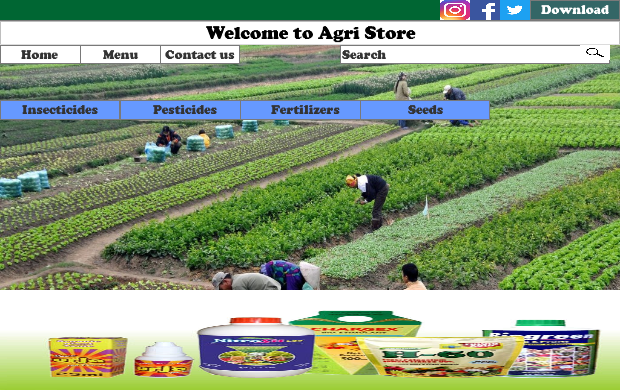 Download
Welcome to Agri Store
Home Menu Contact us Search
Insecticides Pesticides Fertilizers Seeds
CHARGEX